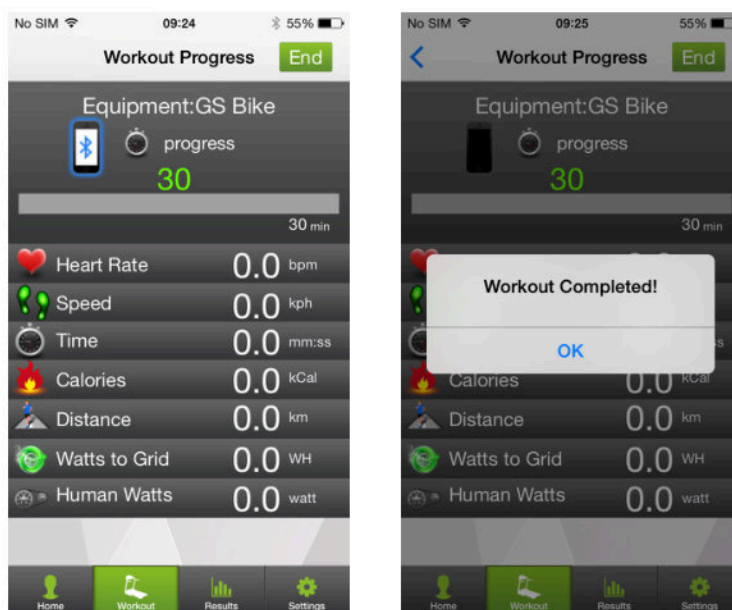 No SIM 09:24 55%
Workout Progress End
Equipment:GS Bike
progress
30
30 min
Heart Rate 0.0 bpm
Speed 0.0 kph
Time 0.0 mm:ss
Calories 0.0 kCal
Distance 0.0 km
Watts to Grid 0.0 WH
Human Watts 0.0 watt
Home Workout Results Settings
No SIM 09:25 55%
Workout Progress End
Equipment:GS Bike
progress
30
30 min
Workout Completed!
OK
Calories 0.0 kCal
Distance 0.0 km
Watts to Grid 0.0 WH
Human Watts 0.0 watt
Home Workout Results Settings